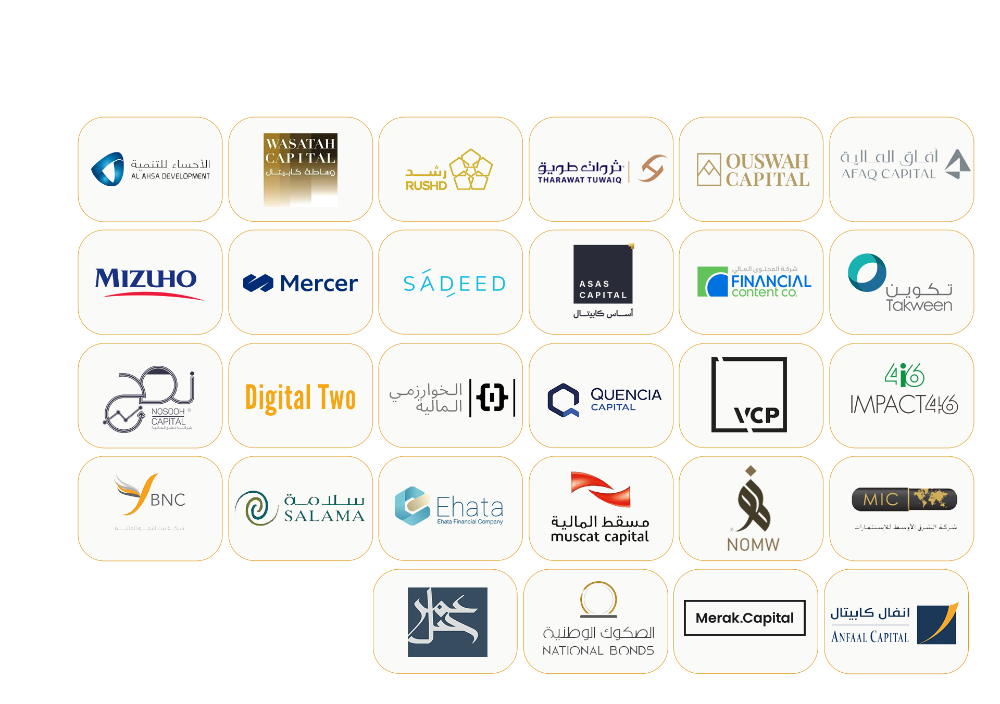 الأحساء للتنمية
AL AHSA DEVELOPMENT
WASATAH
CAPITAL
وساطة كابيتال
رشد
RUSHD
ثروات طويق
THARAWAT TUWAIQ
OUSWAH
CAPITAL
آفاق المالية
AFAQ CAPITAL
MIZUHO
Mercer
SÁDEED
ASAS
CAPITAL
أساس كابيتال
شركة المحتوى المالي
FINANCIAL
content co.
تكوين
Takween
نصح
NOSOOH ®
CAPITAL
شركة نصح المالية
Digital Two
الخوارزمي
المالية
QUENCIA
CAPITAL
VCP
4i6
IMPACT46
BNC
شركة بيت النمو المالية
سلامة
SALAMA
Ehata
Ehata Financial Company
مسقط المالية
muscat capital
®
NOMW
MIC
شركة الشرق الأوسط للإستثمارات
الصكوك الوطنية
NATIONAL BONDS
Merak.Capital
انفال كابيتال
ANFAAL CAPITAL